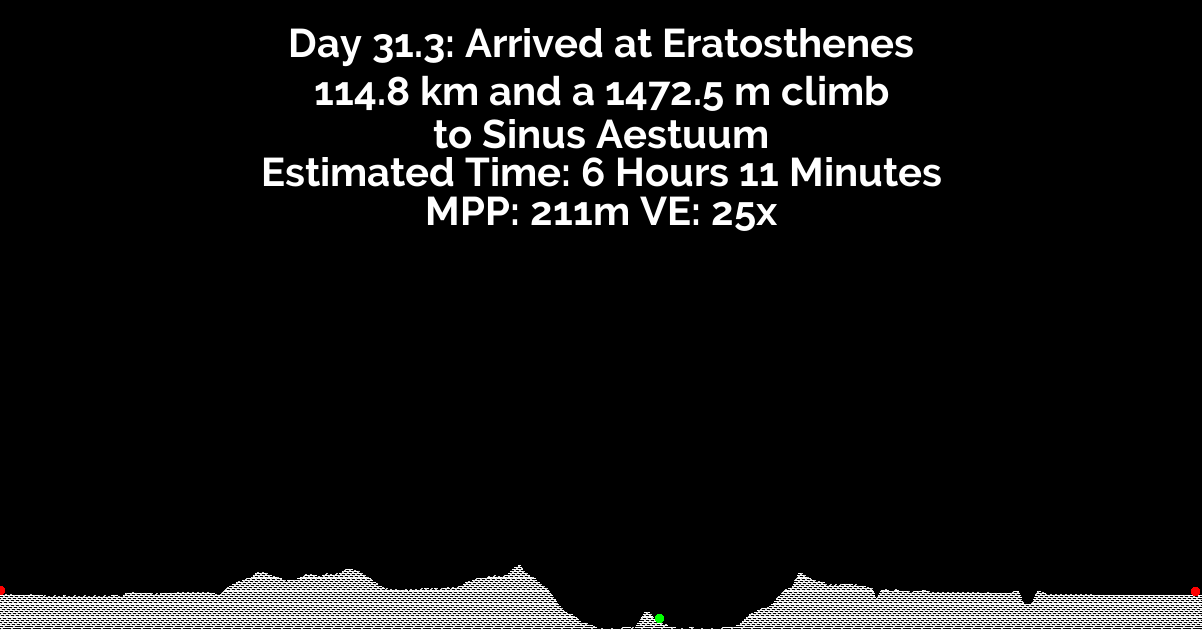 Day 31.3: Arrived at Eratosthenes
114.8 km and a 1472.5 m climb
to Sinus Aestuum
Estimated Time: 6 Hours 11 Minutes
MPP: 211m VE: 25x